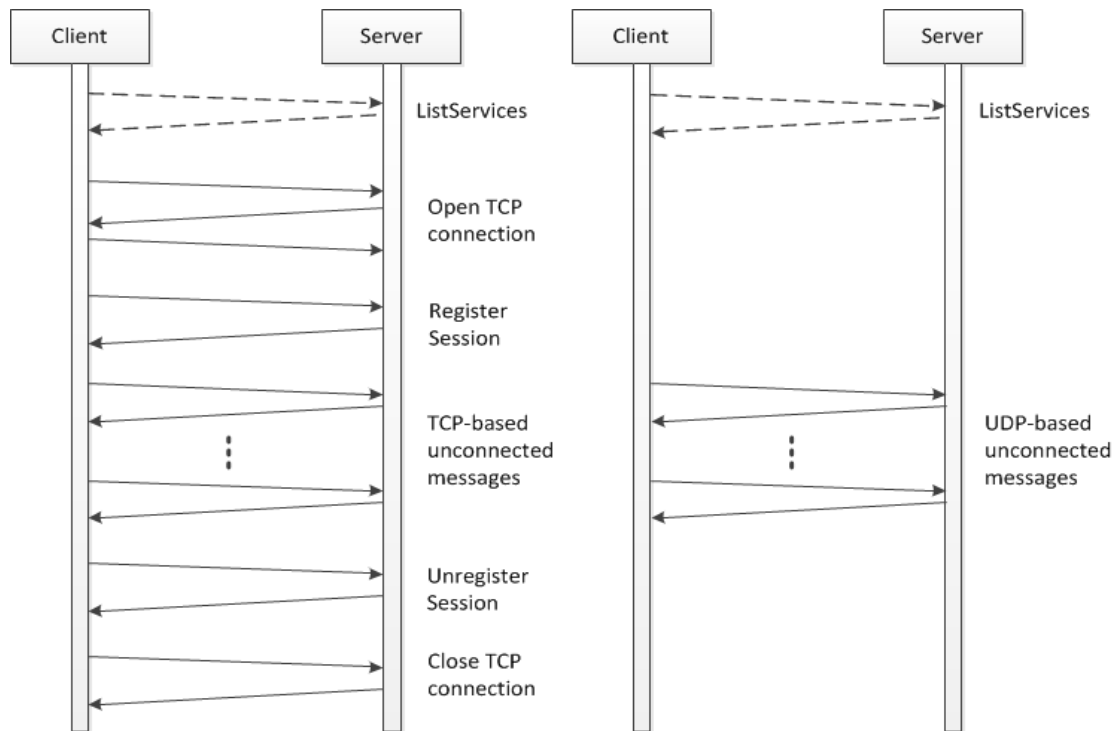 Client
Server
ListServices
Open TCP
connection
Register
Session
TCP-based
unconnected
messages
Unregister
Session
Close TCP
connection
Client
Server
ListServices
UDP-based
unconnected
messages